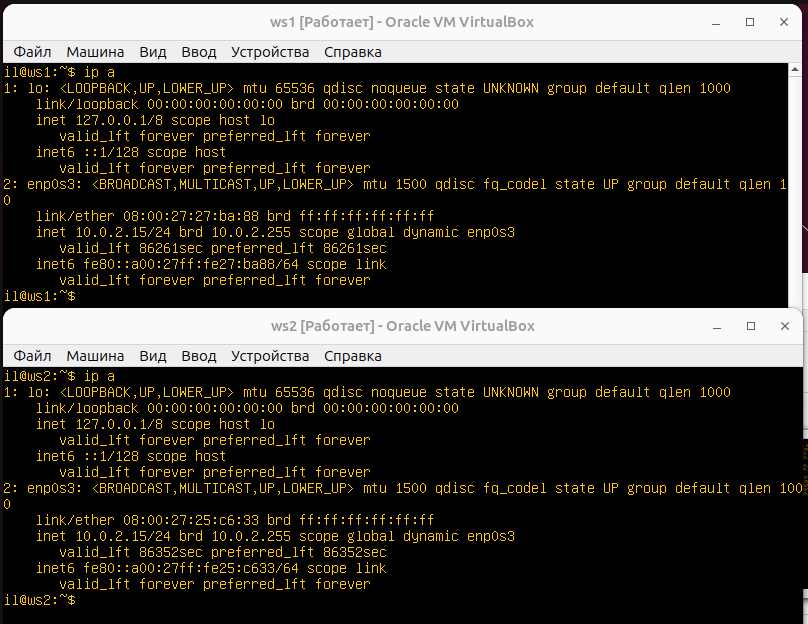 ws1 [Работает] - Oracle VM VirtualBox
Файл Машина Вид Ввод Устройства Справка
il@ws1:~$ ip a
1: lo: <LOOPBACK,UP,LOWER_UP> mtu 65536 qdisc noqueue state UNKNOWN group default qlen 1000
    link/loopback 00:00:00:00:00:00 brd 00:00:00:00:00:00
    inet 127.0.0.1/8 scope host lo
       valid_lft forever preferred_lft forever
    inet6 ::1/128 scope host
       valid_lft forever preferred_lft forever
2: enp0s3: <BROADCAST,MULTICAST,UP,LOWER_UP> mtu 1500 qdisc fq_codel state UP group default qlen 1
0
    link/ether 08:00:27:27:ba:88 brd ff:ff:ff:ff:ff:ff
    inet 10.0.2.15/24 brd 10.0.2.255 scope global dynamic enp0s3
       valid_lft 86261sec preferred_lft 86261sec
    inet6 fe80::a00:27ff:fe27:ba88/64 scope link
       valid_lft forever preferred_lft forever
il@ws1:~$
ws2 [Работает] - Oracle VM VirtualBox
Файл Машина Вид Ввод Устройства Справка
il@ws2:~$ ip a
1: lo: <LOOPBACK,UP,LOWER_UP> mtu 65536 qdisc noqueue state UNKNOWN group default qlen 1000
    link/loopback 00:00:00:00:00:00 brd 00:00:00:00:00:00
    inet 127.0.0.1/8 scope host lo
       valid_lft forever preferred_lft forever
    inet6 ::1/128 scope host
       valid_lft forever preferred_lft forever
2: enp0s3: <BROADCAST,MULTICAST,UP,LOWER_UP> mtu 1500 qdisc fq_codel state UP group default qlen 100
0
    link/ether 08:00:27:25:c6:33 brd ff:ff:ff:ff:ff:ff
    inet 10.0.2.15/24 brd 10.0.2.255 scope global dynamic enp0s3
       valid_lft 86352sec preferred_lft 86352sec
    inet6 fe80::a00:27ff:fe25:c633/64 scope link
       valid_lft forever preferred_lft forever
il@ws2:~$